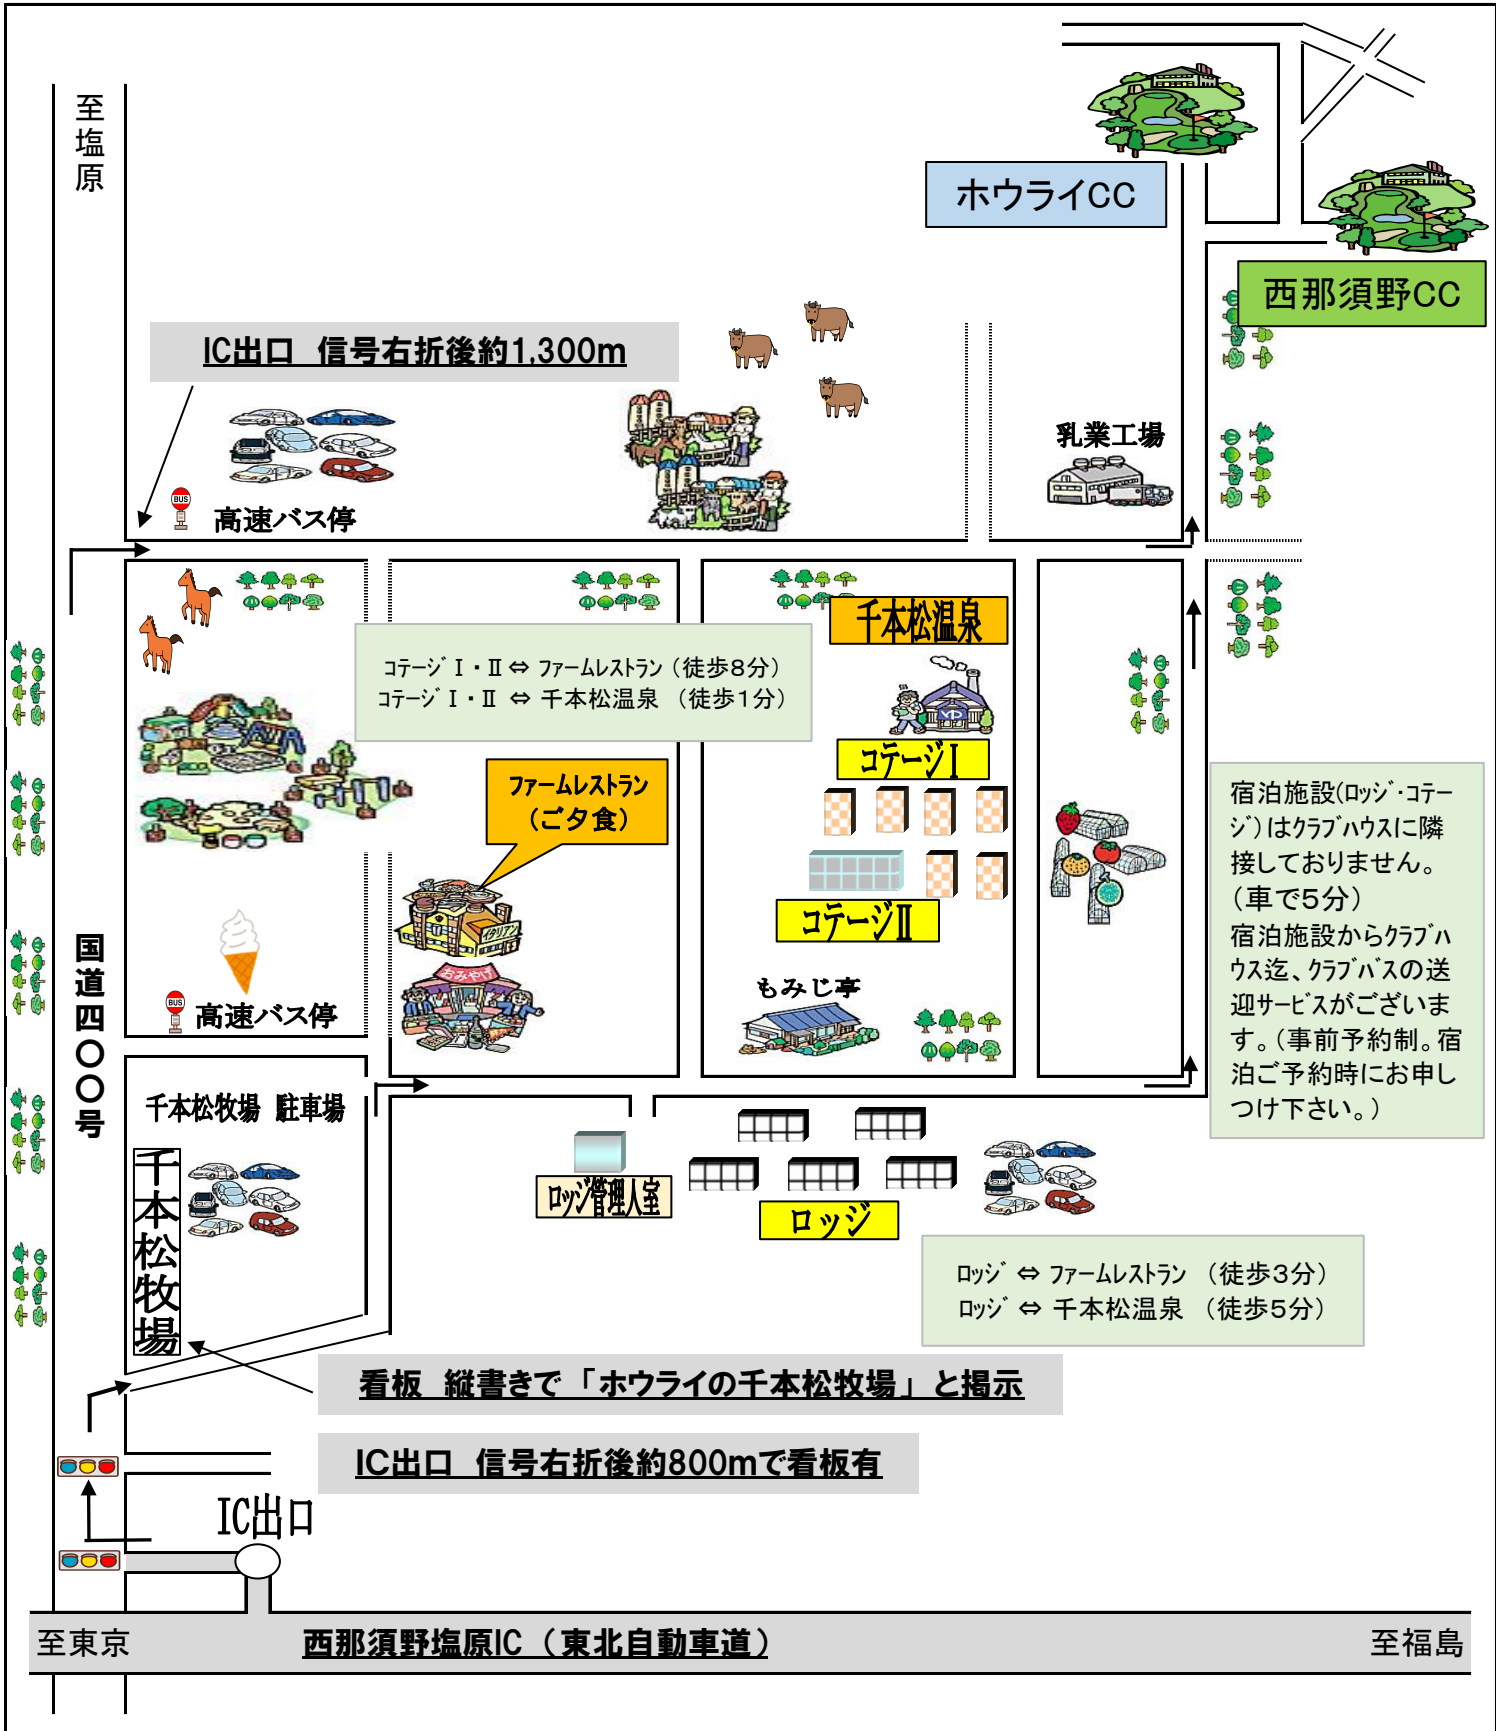 至塩原
ホウライCC
西那須野CC
IC出口 信号右折後約1,300m
乳業工場
BUS
高速バス停
千本松温泉
コテージⅠ・Ⅱ ⇔ ファームレストラン（徒歩8分）
コテージⅠ・Ⅱ ⇔ 千本松温泉 （徒歩1分）
ゆ
コテージⅠ
ファームレストラン
（ご夕食）
宿泊施設(ロッジ･コテー
ジ)はクラブハウスに隣
接しておりません。
（車で5分）
宿泊施設からクラブハ
ウス迄、クラブバスの送
迎サービスがございま
す。（事前予約制。宿
泊ご予約時にお申し
つけ下さい。）
コテージⅡ
イタリアン
国道四〇〇号
おみやげ
もみじ亭
BUS
高速バス停
千本松牧場 駐車場
千本松牧場
ロッジ管理人室
ロッジ
ロッジ ⇔ ファームレストラン （徒歩3分）
ロッジ ⇔ 千本松温泉 （徒歩5分）
看板 縦書きで「ホウライの千本松牧場」と掲示
IC出口 信号右折後約800mで看板有
IC出口
至東京
西那須野塩原IC（東北自動車道）
至福島